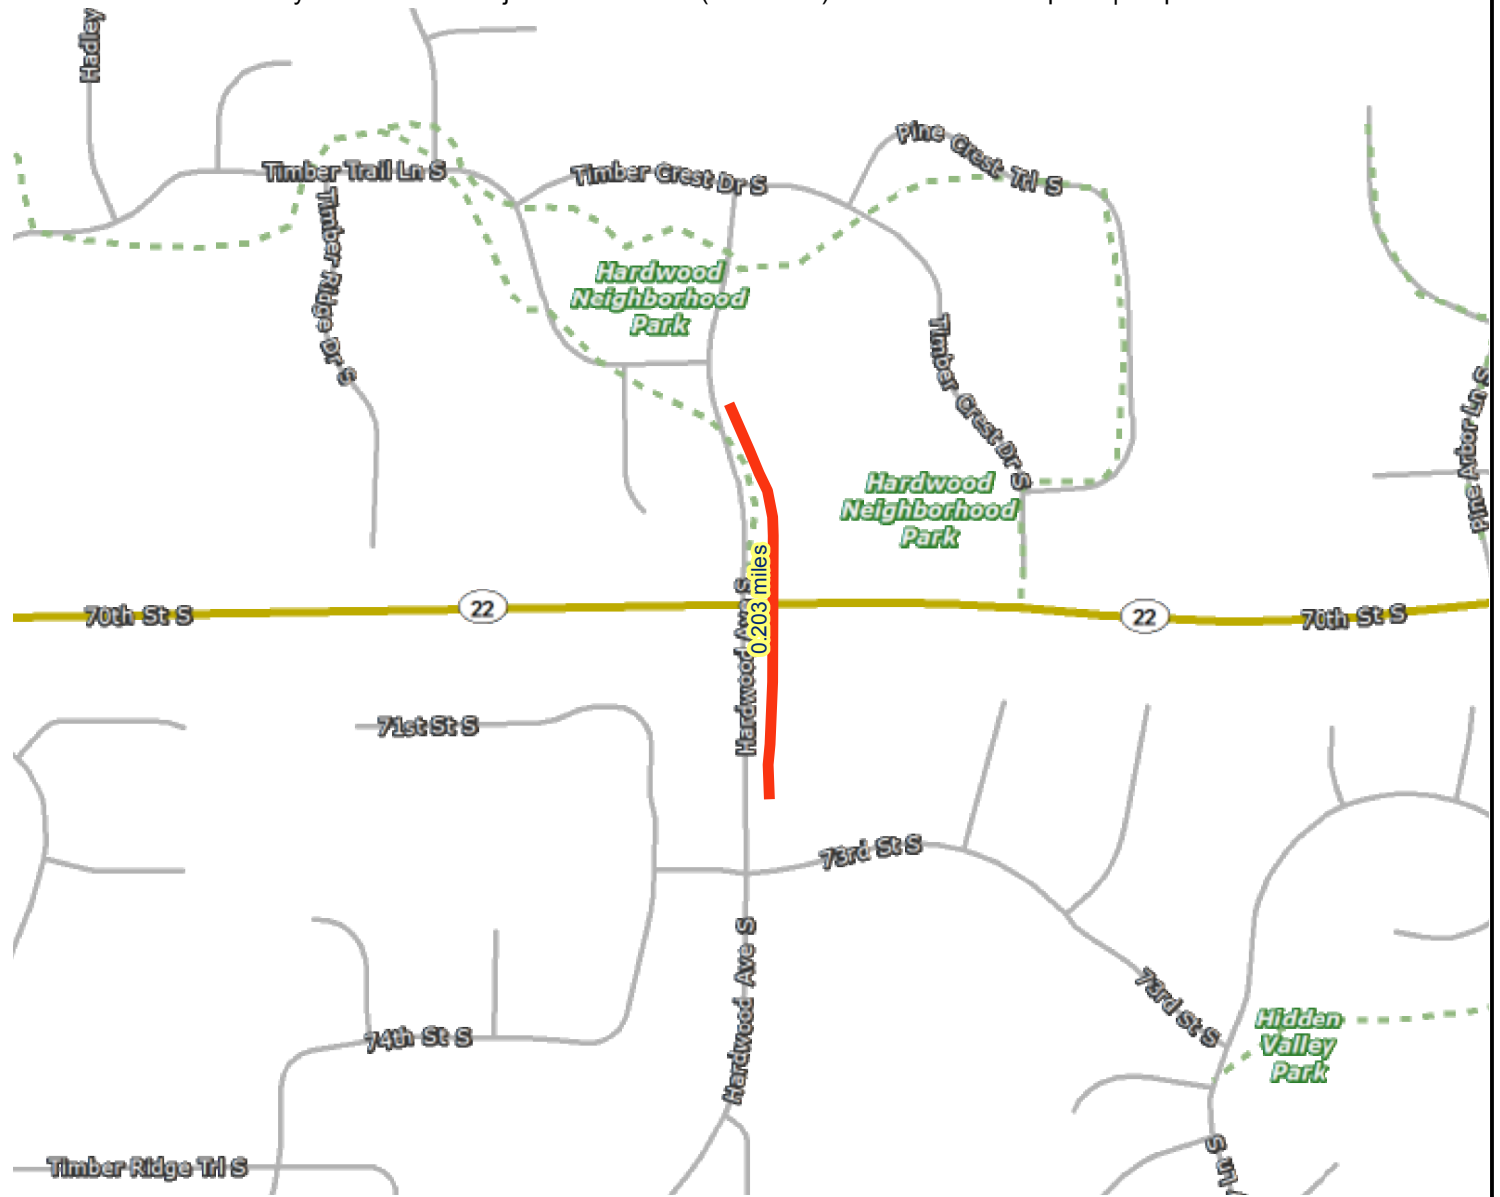 Hadley
Pine Crest Trl S
Timber Trail Ln S
Timber Crest Dr S
Timber Ridge Dr S
Hardwood
Neighborhood
Park
Timber Crest Dr S
Arbor Ln S
Hardwood
Neighborhood
Park
70th St S
22
Hardwood Ave S
0.203 miles
22
70th St S
71st St S
73rd St S
Hardwood Ave S
73rd St S
74th St S
Hidden
Valley
Park
Timber Ridge Trl S
Ln S